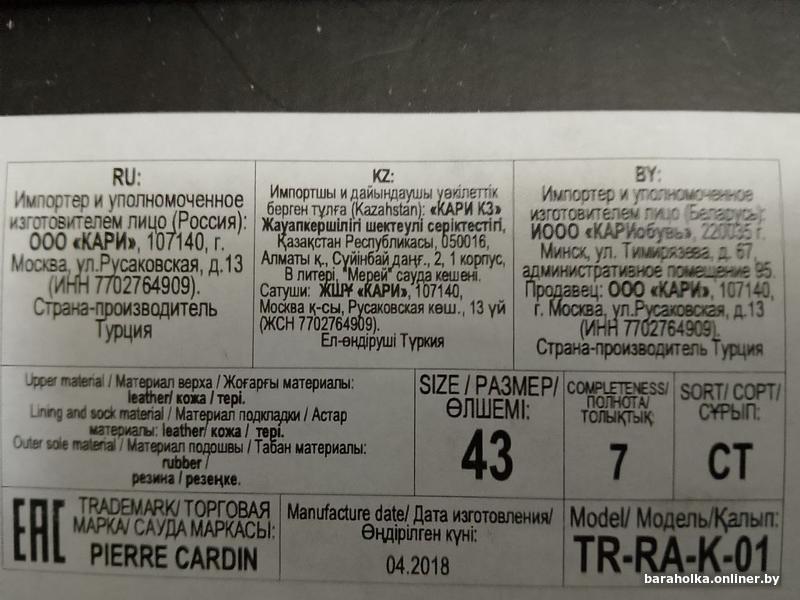 RU:
Импортер и уполномоченное
изготовителем лицо (Россия):
ООО «КАРИ», 107140, г.
Москва, ул.Русаковская, д.13
(ИНН 7702764909).
Страна-производитель
Турция
KZ:
Импортшы и дайындаушы уәкілеттік
берген тұлға (Kazahstan): «КАРИ КЗ»
Жауапкершілігі шектеулі серіктестігі,
Қазақстан Республикасы, 050016,
Алматы қ., Сүйінбай даңғ., 2, 1 корпус,
В литері, "Мерей" сауда кешені.
Сатушы: ЖШҚ «КАРИ», 107140,
Москва қ-сы, Русаковская көш., 13 үй
(ЖСН 7702764909).
Ел-өндіруші Түркия
BY:
Импортер и уполномоченное
изготовителем лицо (Беларусь):
ИООО «КАРИобувь», 220035 г.
Минск, ул. Тимирязева, д. 67,
административное помещение 95.
Продавец: ООО «КАРИ», 107140,
г. Москва, ул.Русаковская, д.13
(ИНН 7702764909).
Страна-производитель Турция
Upper material / Материал верха / Жоғарғы материалы:
leather/ кожа / тері.
Lining and sock material / Материал подкладки / Астар
материалы: leather/ кожа / тері.
Outer sole material / Материал подошвы / Табан материалы:
rubber /
резина / резеңке.
SIZE / РАЗМЕР/
ӨЛШЕМІ:
43
COMPLETENESS/
ПОЛНОТА/
ТОЛЫҚТЫҚ:
7
SORT/ СОРТ/
СҰРЫП:
СТ
EAC
TRADEMARK/ ТОРГОВАЯ
МАРКА/ САУДА МАРКАСЫ:
PIERRE CARDIN
Manufacture date/ Дата изготовления/
Өндірілген күні:
04.2018
Model/ Модель/Қалып:
TR-RA-K-01
baraholka.onliner.by